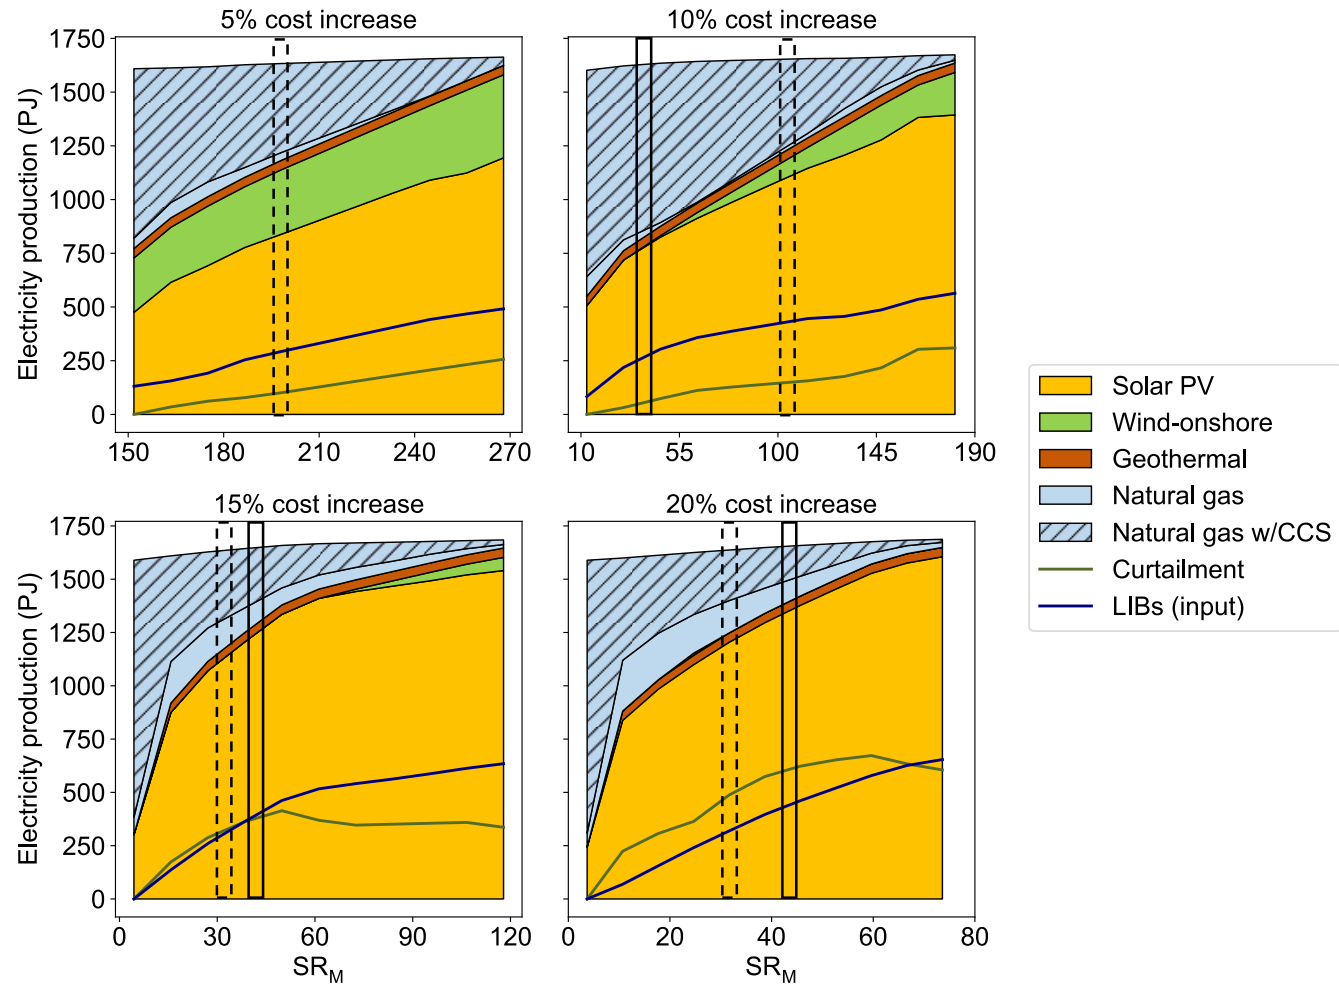 5% cost increase
10% cost increase
Electricity production (PJ)
1750
1500
1250
1000
750
500
250
0
150 180 210 240 270
10 55 100 145 190
15% cost increase
20% cost increase
Electricity production (PJ)
1750
1500
1250
1000
750
500
250
0
0 30 60 90 120
0 20 40 60 80
SR_M
SR_M
Solar PV
Wind-onshore
Geothermal
Natural gas
Natural gas w/CCS
Curtailment
LIBs (input)